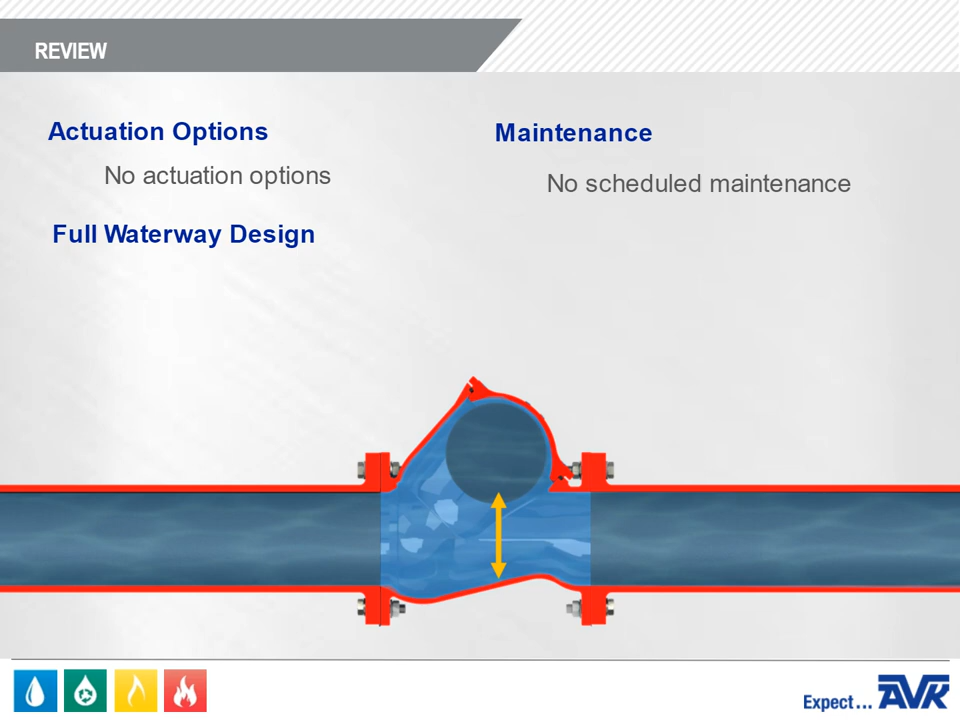 REVIEW
Actuation Options
No actuation options
Full Waterway Design
Maintenance
No scheduled maintenance
Expect... AVK